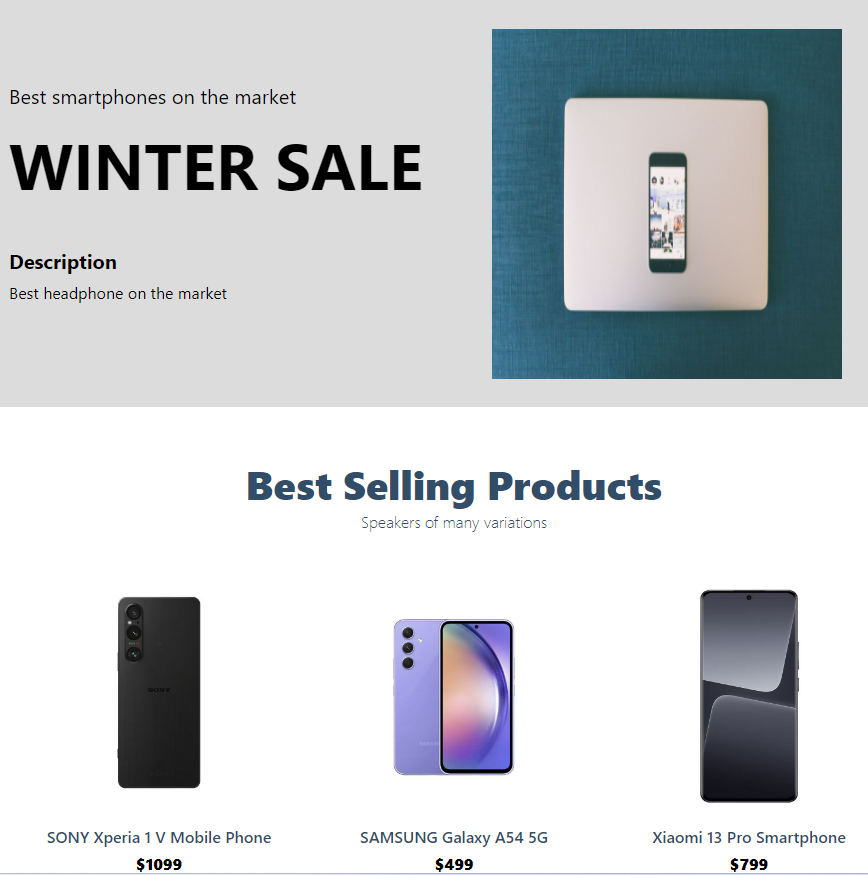 Best smartphones on the market
WINTER SALE
Description
Best headphone on the market
Best Selling Products
Speakers of many variations
SONY
SONY Xperia 1 V Mobile Phone
SAMSUNG Galaxy A54 5G
Xiaomi 13 Pro Smartphone
$1099
$499
$799